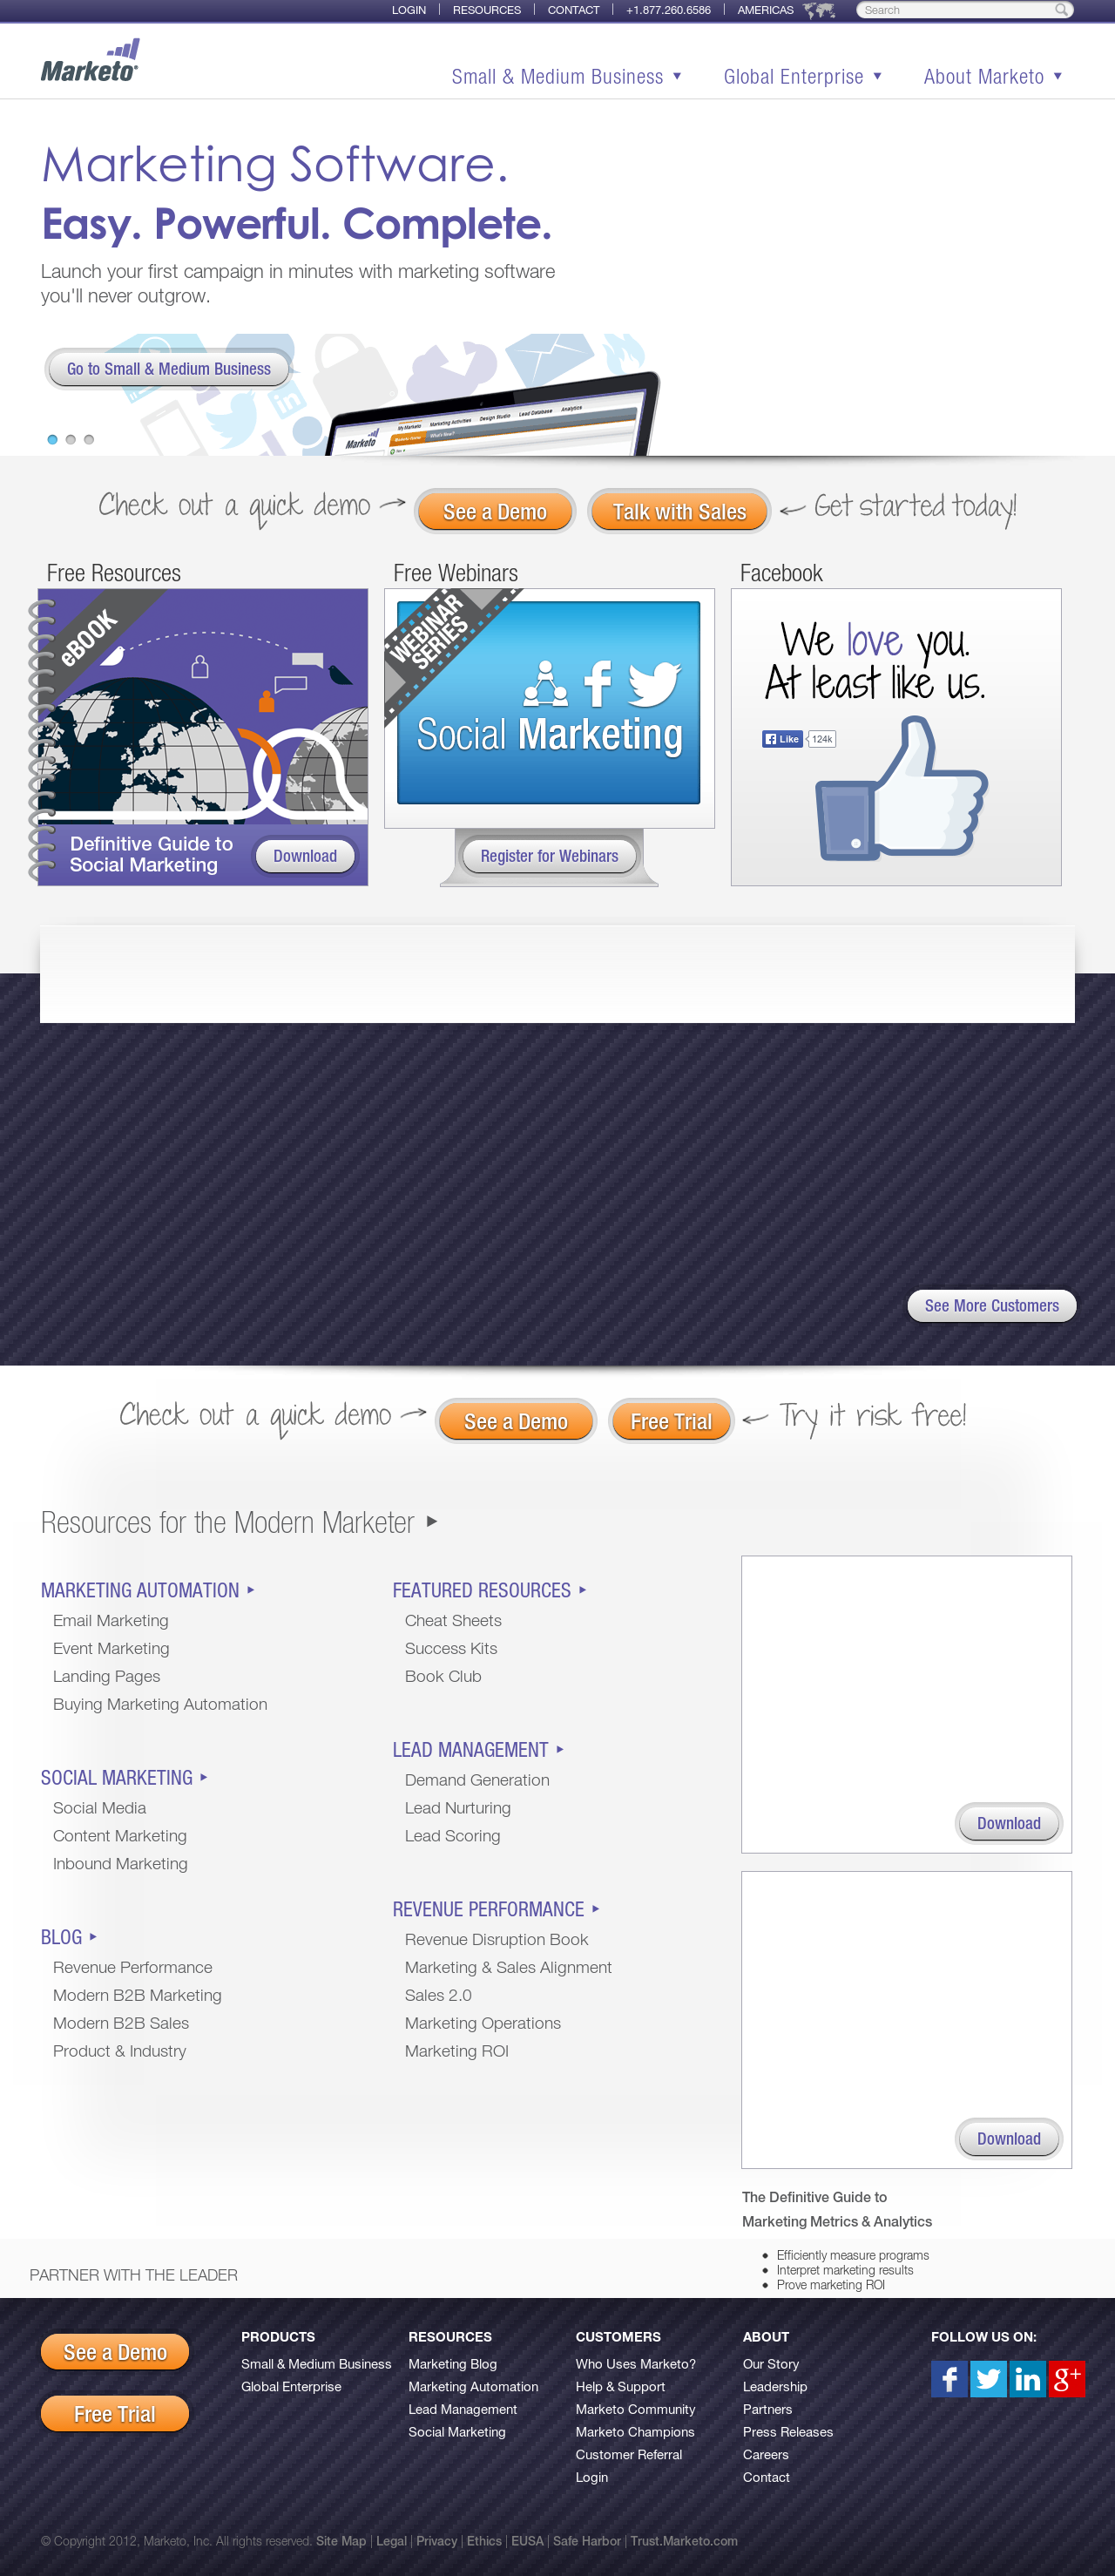 LOGIN | RESOURCES | CONTACT | +1.877.260.6586 | AMERICAS
Search
Marketo
Small & Medium Business ▼ Global Enterprise ▼ About Marketo ▼
Marketing Software.
Easy. Powerful. Complete.
Launch your first campaign in minutes with marketing software
you'll never outgrow.
Go to Small & Medium Business
Marketo
My Marketo Marketing Activities Design Studio Lead Database Analytics
Check out a quick demo See a Demo Talk with Sales Get started today!
Free Resources
eBOOK
Definitive Guide to
Social Marketing
Download
Free Webinars
WEBINAR
SERIES
Social Marketing
Register for Webinars
Facebook
We love you.
At least like us.
Like 124k
See More Customers
Check out a quick demo See a Demo Free Trial Try it risk free!
Resources for the Modern Marketer
MARKETING AUTOMATION
Email Marketing
Event Marketing
Landing Pages
Buying Marketing Automation
SOCIAL MARKETING
Social Media
Content Marketing
Inbound Marketing
BLOG
Revenue Performance
Modern B2B Marketing
Modern B2B Sales
Product & Industry
FEATURED RESOURCES
Cheat Sheets
Success Kits
Book Club
LEAD MANAGEMENT
Demand Generation
Lead Nurturing
Lead Scoring
REVENUE PERFORMANCE
Revenue Disruption Book
Marketing & Sales Alignment
Sales 2.0
Marketing Operations
Marketing ROI
Download
Download
The Definitive Guide to
Marketing Metrics & Analytics
• Efficiently measure programs
• Interpret marketing results
• Prove marketing ROI
PARTNER WITH THE LEADER
See a Demo
Free Trial
PRODUCTS
Small & Medium Business
Global Enterprise
RESOURCES
Marketing Blog
Marketing Automation
Lead Management
Social Marketing
CUSTOMERS
Who Uses Marketo?
Help & Support
Marketo Community
Marketo Champions
Customer Referral
Login
ABOUT
Our Story
Leadership
Partners
Press Releases
Careers
Contact
FOLLOW US ON:
f in g+
© Copyright 2012, Marketo, Inc. All rights reserved. Site Map | Legal | Privacy | Ethics | EUSA | Safe Harbor | Trust.Marketo.com